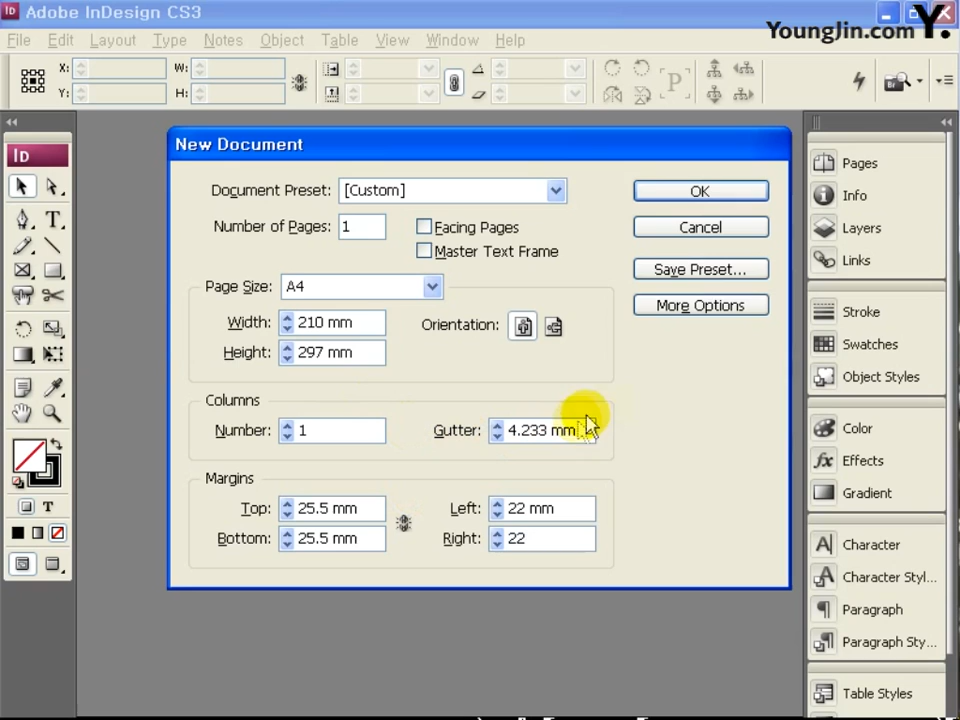 Adobe InDesign CS3
YoungJin.com Y.
File Edit Layout Type Notes Object Table View Window Help
X: W:
Y: H:
P
ID
New Document
Document Preset: [Custom]
OK
Number of Pages: 1
Facing Pages
Cancel
Master Text Frame
Page Size: A4
Save Preset...
More Options
Width: 210 mm
Orientation:
Height: 297 mm
Columns
Number: 1
Gutter: 4.233 mm
Margins
Top: 25.5 mm
Left: 22 mm
Bottom: 25.5 mm
Right: 22
Pages
Info
Layers
Links
Stroke
Swatches
Object Styles
Color
Effects
Gradient
Character
Character Styl...
Paragraph
Paragraph Sty...
Table Styles